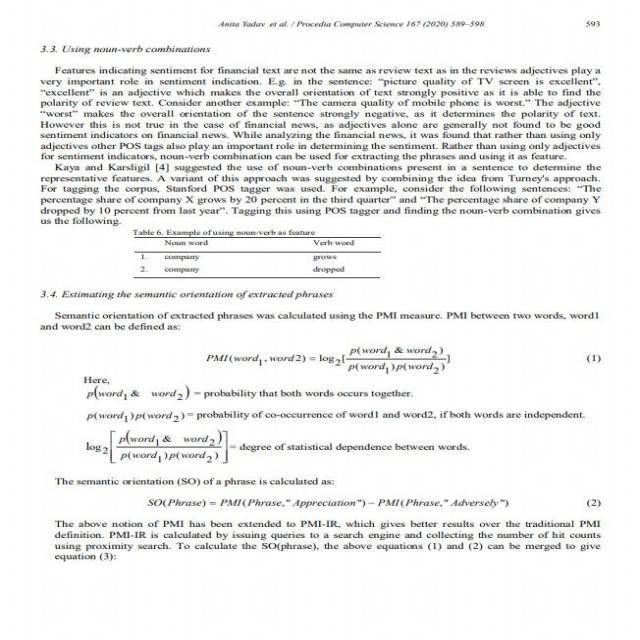 Anita Yadav et al. / Procedia Computer Science 167 (2020) 589–598 593
3.3. Using noun-verb combinations
Features indicating sentiment for financial text are not the same as review text as in the reviews adjectives play a
very important role in sentiment indication. E.g. in the sentence: "picture quality of TV screen is excellent",
"excellent" is an adjective which makes the overall orientation of text strongly positive as it is able to find the
polarity of review text. Consider another example: "The camera quality of mobile phone is worst." The adjective
"worst" makes the overall orientation of the sentence strongly negative, as it determines the polarity of text.
However this is not true in the case of financial news, as adjectives alone are generally not found to be good
sentiment indicators on financial news. While analyzing the financial news, it was found that rather than using only
adjectives other POS tags also play an important role in determining the sentiment. Rather than using only adjectives
for sentiment indicators, noun-verb combination can be used for extracting the phrases and using it as feature.
Kaya and Karsligil [4] suggested the use of noun-verb combinations present in a sentence to determine the
representative features. A variant of this approach was suggested by combining the idea from Turney's approach.
For tagging the corpus, Stanford POS tagger was used. For example, consider the following sentences: "The
percentage share of company X grows by 20 percent in the third quarter" and "The percentage share of company Y
dropped by 10 percent from last year". Tagging this using POS tagger and finding the noun-verb combination gives
us the following.
Table 6. Example of using noun-verb as feature
Noun word Verb word
1. company grows
2. company dropped
3.4. Estimating the semantic orientation of extracted phrases
Semantic orientation of extracted phrases was calculated using the PMI measure. PMI between two words, word1
and word2 can be defined as:
PMI(word₁, word2) = log₂[p(word₁ & word₂) / p(word₁)p(word₂)] (1)
Here,
p(word₁ & word₂) = probability that both words occurs together.
p(word₁)p(word₂) = probability of co-occurrence of word1 and word2, if both words are independent.
log₂[p(word₁ & word₂) / p(word₁)p(word₂)] = degree of statistical dependence between words.
The semantic orientation (SO) of a phrase is calculated as:
SO(Phrase) = PMI(Phrase," Appreciation") − PMI(Phrase," Adversely") (2)
The above notion of PMI has been extended to PMI-IR, which gives better results over the traditional PMI
definition. PMI-IR is calculated by issuing queries to a search engine and collecting the number of hit counts
using proximity search. To calculate the SO(phrase), the above equations (1) and (2) can be merged to give
equation (3):